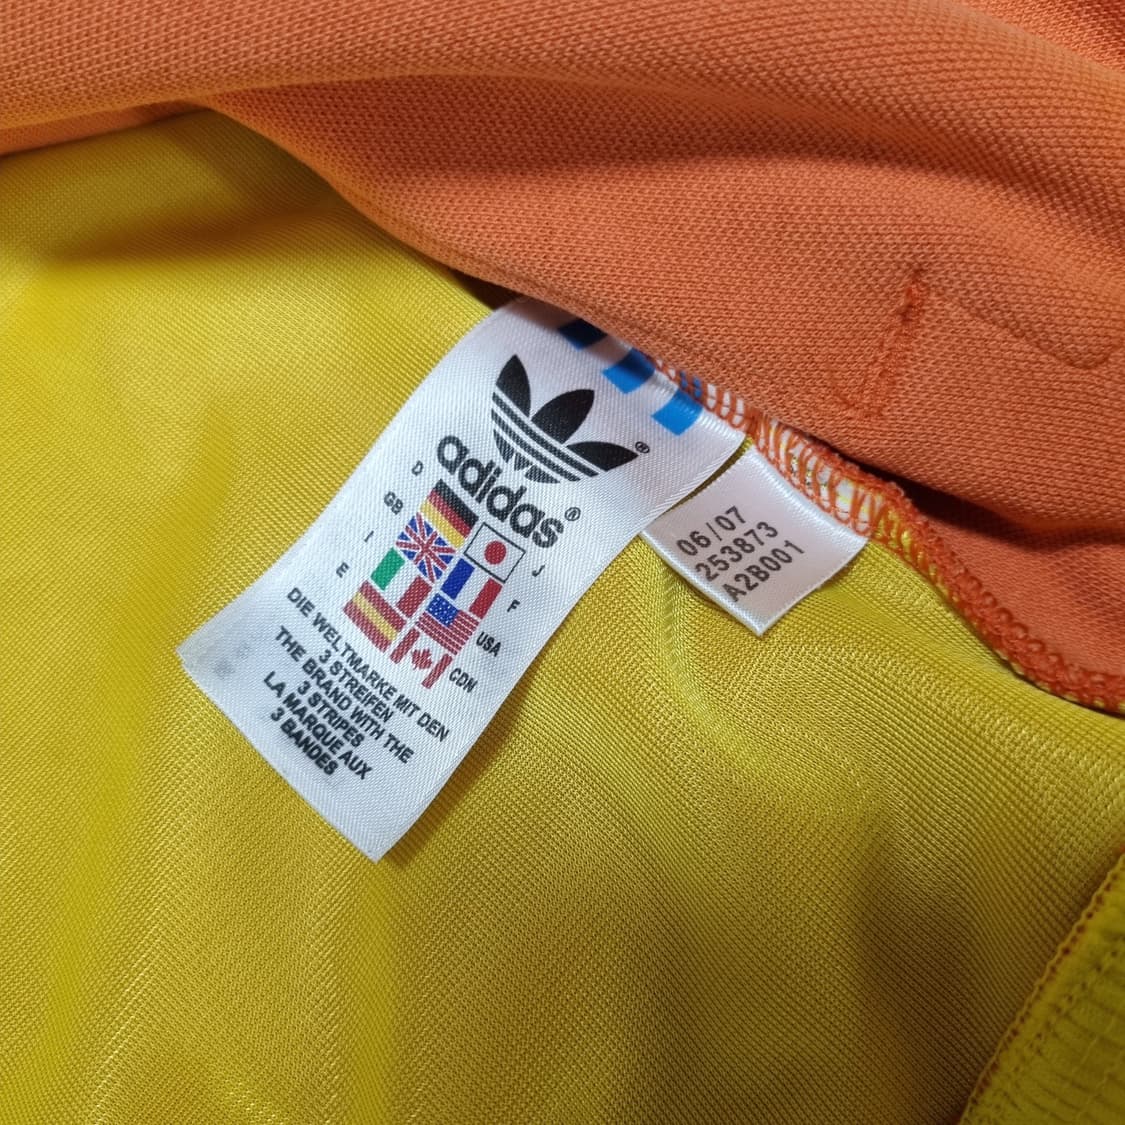 ®
adidas®
D
GB
J
I
F
E
USA
CDN
DIE WELTMARKE MIT DEN
3 STREIFEN
THE BRAND WITH THE
3 STRIPES
LA MARQUE AUX
3 BANDES
06/07
253873
A2B001